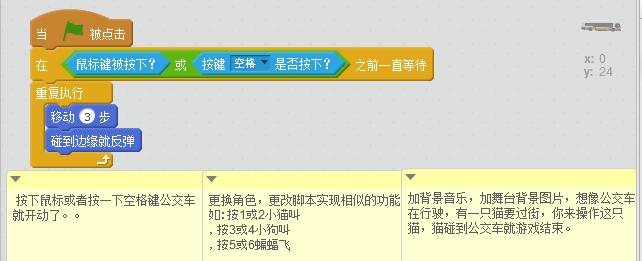 当 被点击
x: 0
y: 24
在 鼠标键被按下? 或 按键 空格 是否按下? 之前一直等待
重复执行
移动 3 步
碰到边缘就反弹
按下鼠标或者按一下空格键公交车
就开动了。。
更换角色，更改脚本实现相似的功能
如:按1或2小猫叫
,按3或4小狗叫
,按5或6蝙蝠飞
加背景音乐，加舞台背景图片，想像公交车
在行驶，有一只猫要过街，你来操作这只
猫，猫碰到公交车就游戏结束。